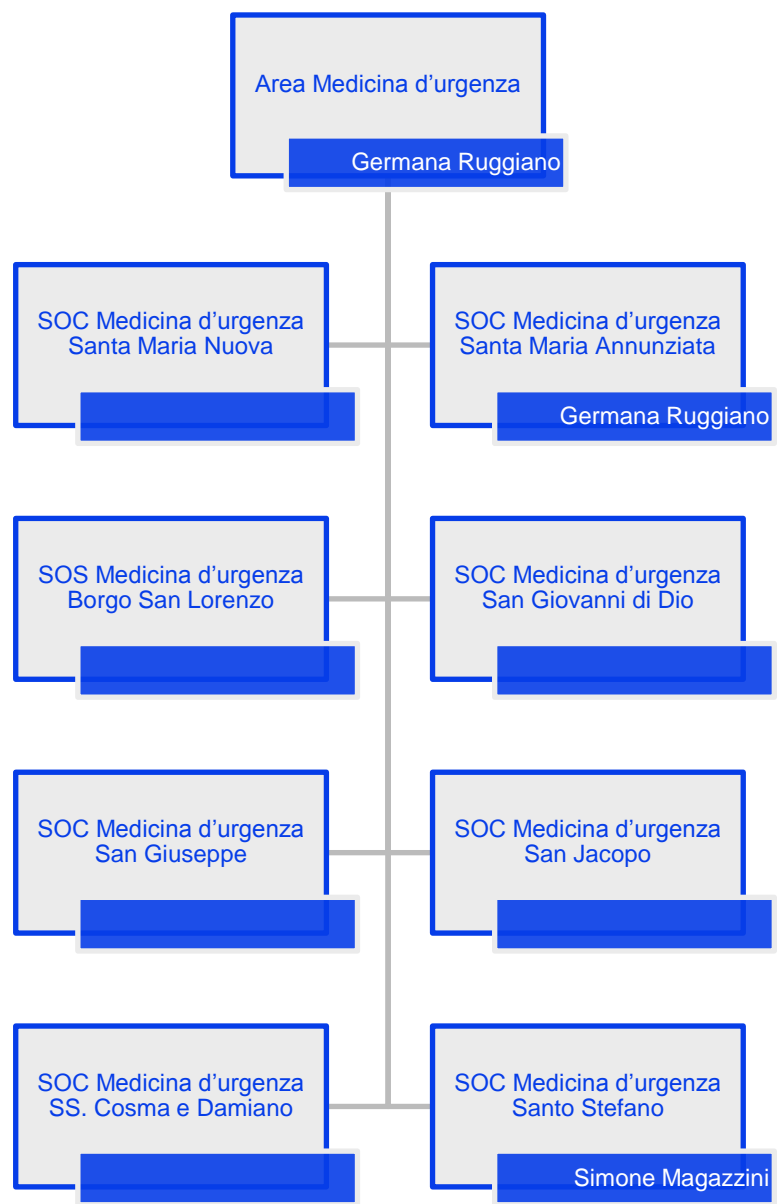 Area Medicina d'urgenza
Germana Ruggiano
SOC Medicina d'urgenza
Santa Maria Nuova
SOC Medicina d'urgenza
Santa Maria Annunziata
Germana Ruggiano
SOS Medicina d'urgenza
Borgo San Lorenzo
SOC Medicina d'urgenza
San Giovanni di Dio
SOC Medicina d'urgenza
San Giuseppe
SOC Medicina d'urgenza
San Jacopo
SOC Medicina d'urgenza
SS. Cosma e Damiano
SOC Medicina d'urgenza
Santo Stefano
Simone Magazzini